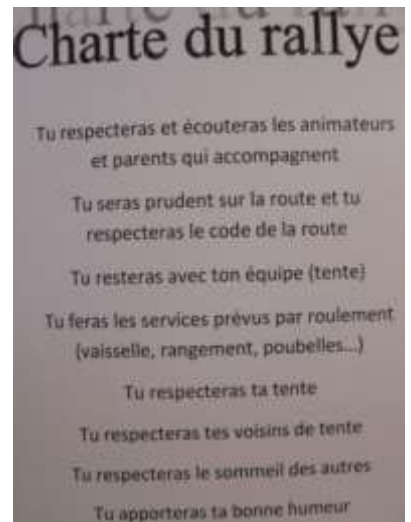 Charte du rallye
Tu respecteras et écouteras les animateurs
et parents qui accompagnent
Tu seras prudent sur la route et tu
respecteras le code de la route
Tu resteras avec ton équipe (tente)
Tu feras les services prévus par roulement
(vaisselle, rangement, poubelles...)
Tu respecteras ta tente
Tu respecteras tes voisins de tente
Tu respecteras le sommeil des autres
Tu apporteras ta bonne humeur